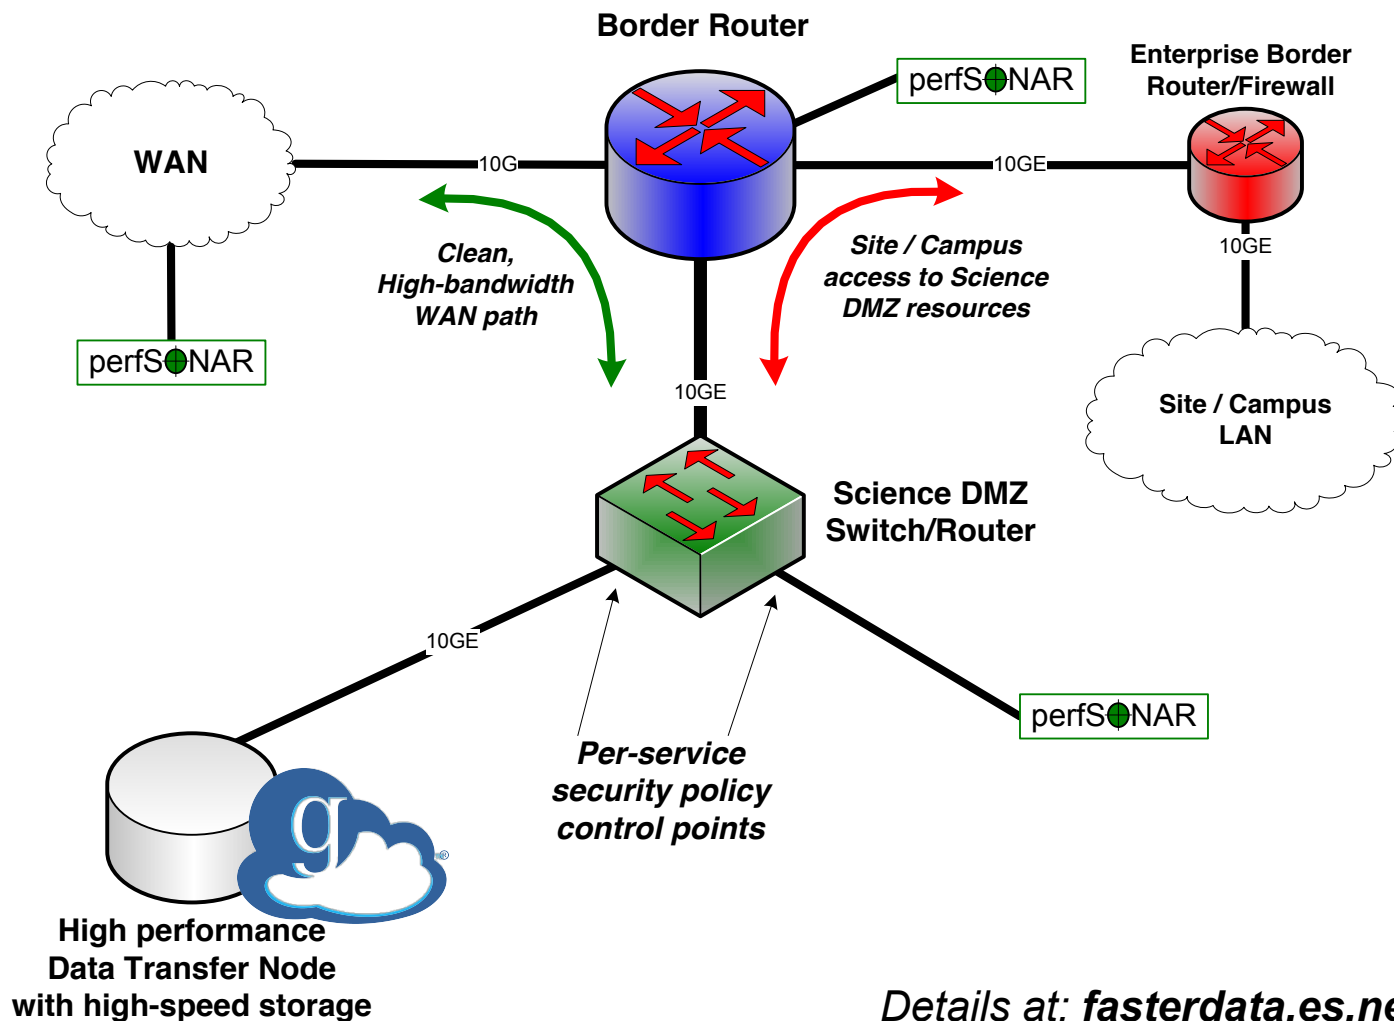 Border Router
perfSONAR
Enterprise Border
Router/Firewall
WAN
10G
10GE
10GE
Clean,
High-bandwidth
WAN path
Site / Campus
access to Science
DMZ resources
perfSONAR
10GE
Site / Campus
LAN
Science DMZ
Switch/Router
10GE
perfSONAR
Per-service
security policy
control points
g
®
High performance
Data Transfer Node
with high-speed storage
Details at: fasterdata.es.ne